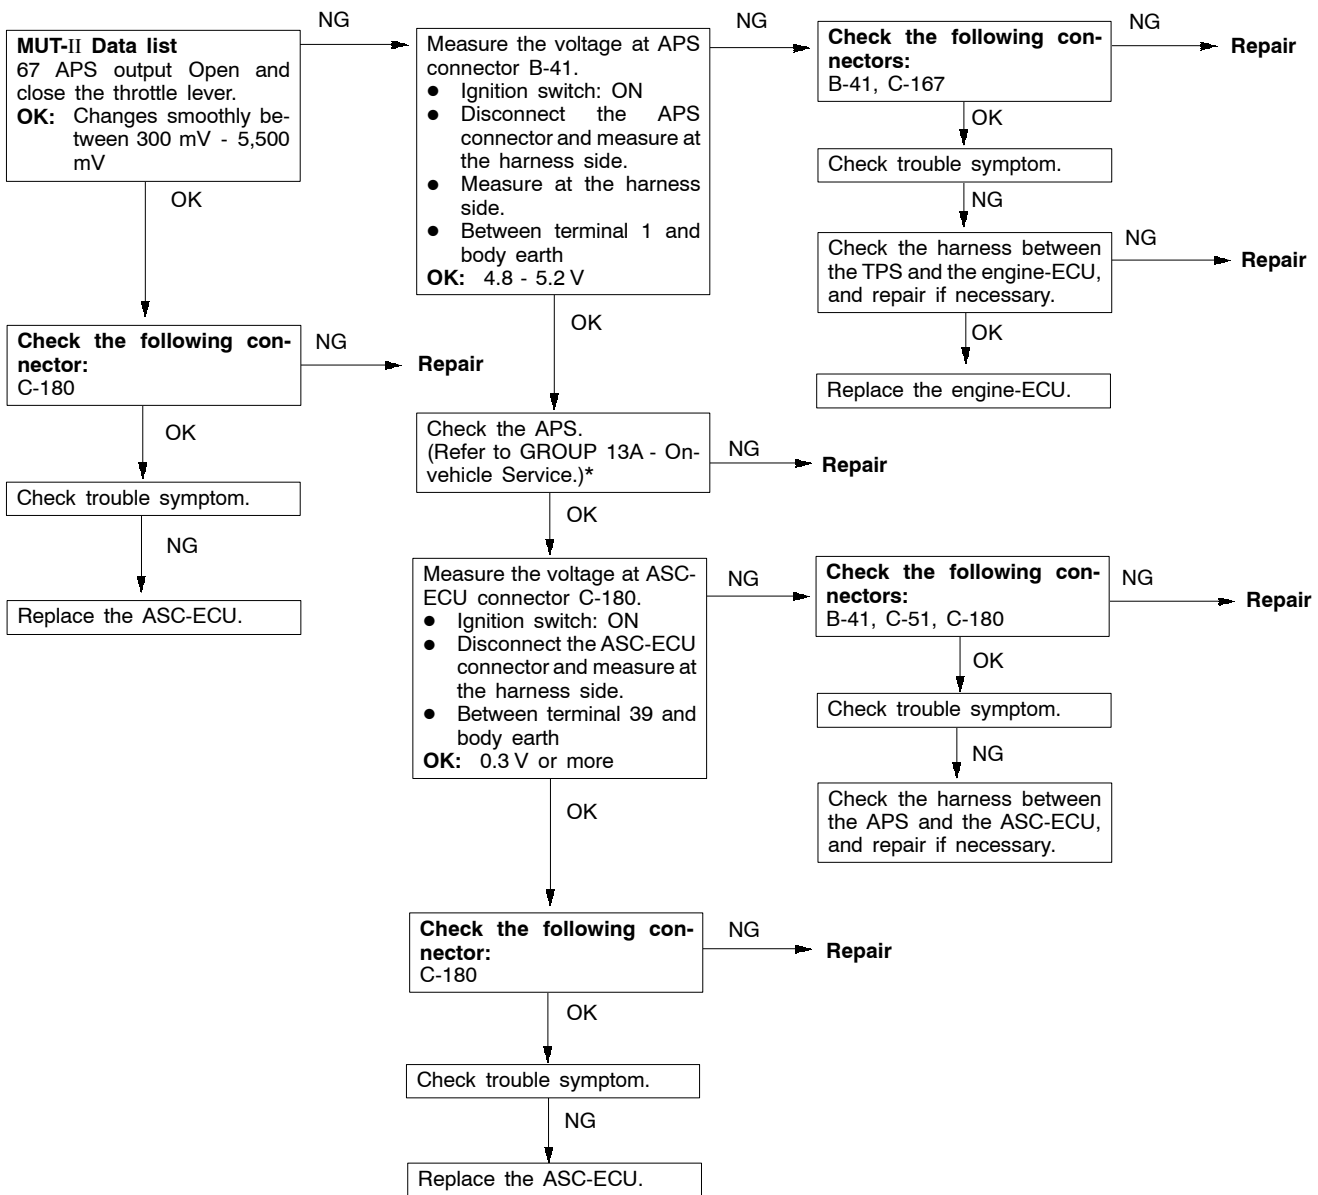 MUT-II Data list
67 APS output Open and
close the throttle lever.
OK: Changes smoothly be-
tween 300 mV - 5,500
mV
NG
OK
Check the following con-
nector:
C-180
NG
Repair
OK
Check trouble symptom.
NG
Replace the ASC-ECU.
Measure the voltage at APS
connector B-41.
● Ignition switch: ON
● Disconnect the APS
connector and measure at
the harness side.
● Measure at the harness
side.
● Between terminal 1 and
body earth
OK: 4.8 - 5.2 V
NG
OK
Check the APS.
(Refer to GROUP 13A - On-
vehicle Service.)*
NG
Repair
OK
Measure the voltage at ASC-
ECU connector C-180.
● Ignition switch: ON
● Disconnect the ASC-ECU
connector and measure at
the harness side.
● Between terminal 39 and
body earth
OK: 0.3 V or more
NG
OK
Check the following con-
nector:
C-180
NG
Repair
OK
Check trouble symptom.
NG
Replace the ASC-ECU.
Check the following con-
nectors:
B-41, C-167
NG
Repair
OK
Check trouble symptom.
NG
Check the harness between
the TPS and the engine-ECU,
and repair if necessary.
NG
Repair
OK
Replace the engine-ECU.
Check the following con-
nectors:
B-41, C-51, C-180
NG
Repair
OK
Check trouble symptom.
NG
Check the harness between
the APS and the ASC-ECU,
and repair if necessary.